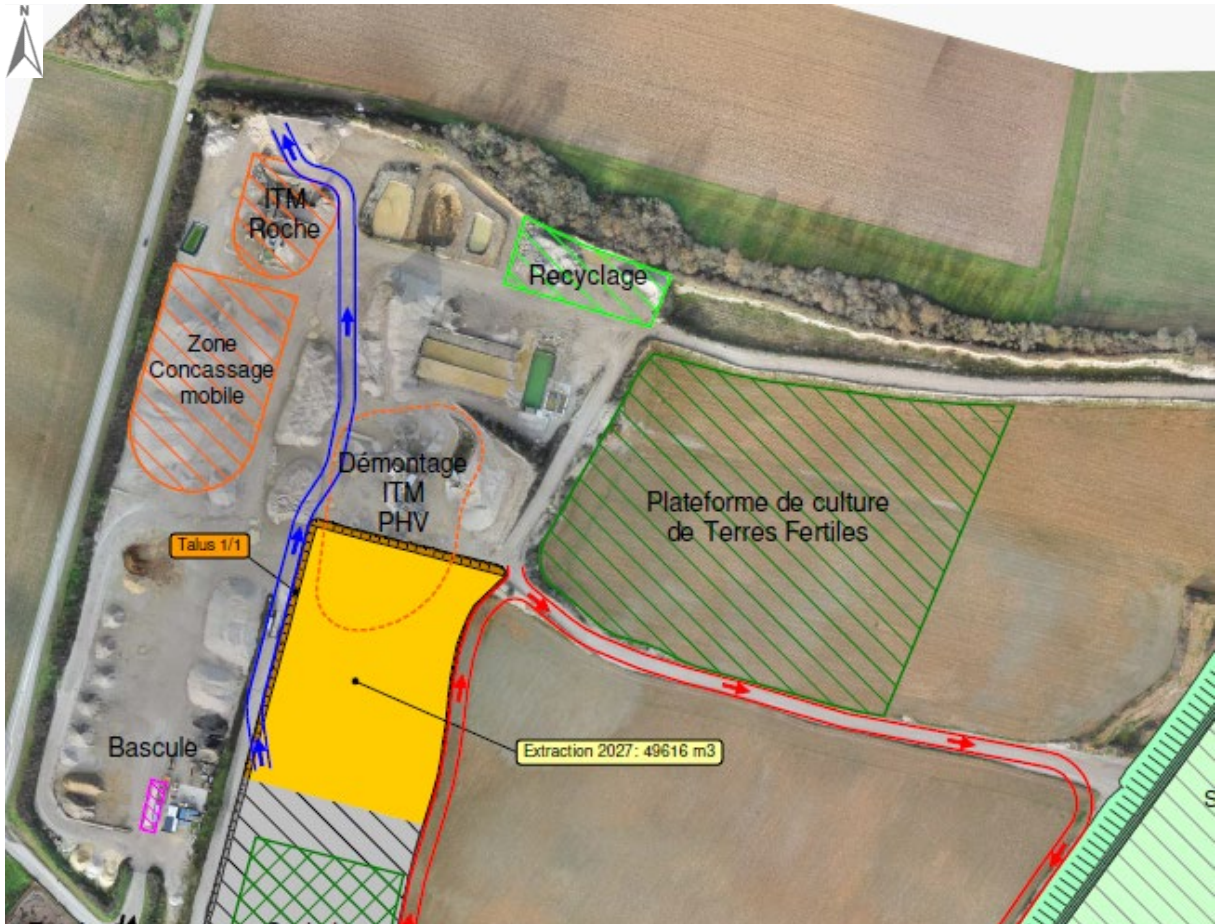 N
ITM
Roche
Recyclage
Zone
Concassage
mobile
Démontage
ITM
PHV
Plateforme de culture
de Terres Fertiles
Talus 1/1
Extraction 2027: 49616 m3
Bascule
S